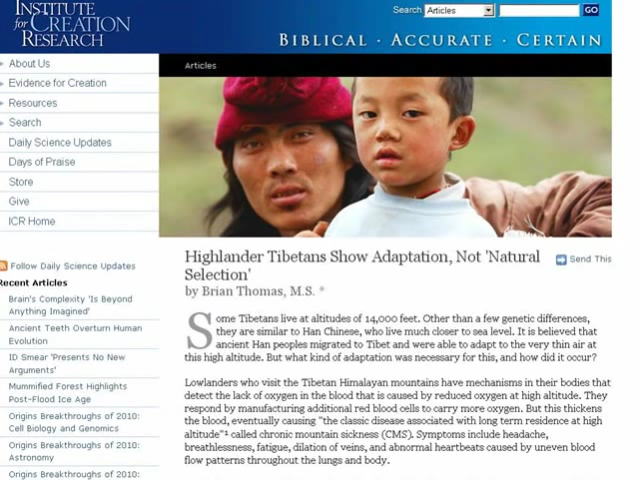 INSTITUTE
for CREATION
RESEARCH
Search Articles GO
BIBLICAL · ACCURATE · CERTAIN
About Us
Evidence for Creation
Resources
Search
Daily Science Updates
Days of Praise
Store
Give
ICR Home
Follow Daily Science Updates
Recent Articles
Brain's Complexity 'Is Beyond
Anything Imagined'
Ancient Teeth Overturn Human
Evolution
ID Smear 'Presents No New
Arguments'
Mummified Forest Highlights
Post-Flood Ice Age
Origins Breakthroughs of 2010:
Cell Biology and Genomics
Origins Breakthroughs of 2010:
Astronomy
Origins Breakthroughs of 2010:
Articles
Highlander Tibetans Show Adaptation, Not 'Natural
Selection'
Send This
by Brian Thomas, M.S. *
Some Tibetans live at altitudes of 14,000 feet. Other than a few genetic differences,
they are similar to Han Chinese, who live much closer to sea level. It is believed that
ancient Han peoples migrated to Tibet and were able to adapt to the very thin air at
this high altitude. But what kind of adaptation was necessary for this, and how did it occur?
Lowlanders who visit the Tibetan Himalayan mountains have mechanisms in their bodies that
detect the lack of oxygen in the blood that is caused by reduced oxygen at high altitude. They
respond by manufacturing additional red blood cells to carry more oxygen. But this thickens
the blood, eventually causing "the classic disease associated with long term residence at high
altitude"¹ called chronic mountain sickness (CMS). Symptoms include headache,
breathlessness, fatigue, dilation of veins, and abnormal heartbeats caused by uneven blood
flow patterns throughout the lungs and body.